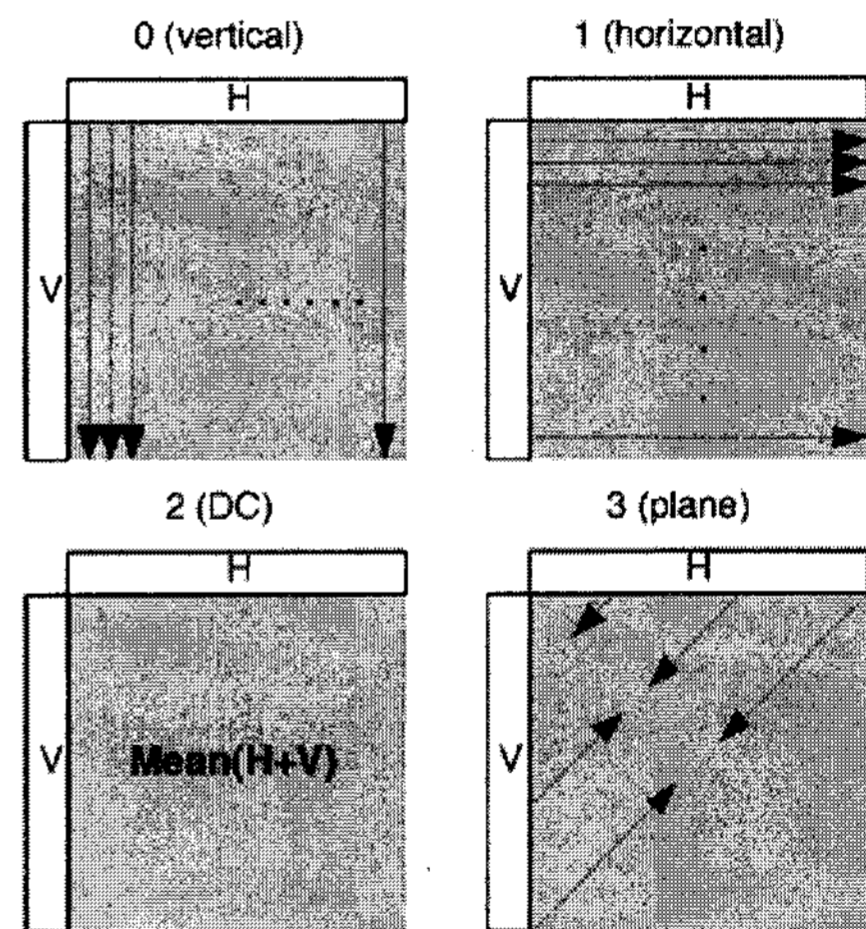 0 (vertical)
1 (horizontal)
H
H
V
V
2 (DC)
3 (plane)
H
H
V
Mean(H+V)
V